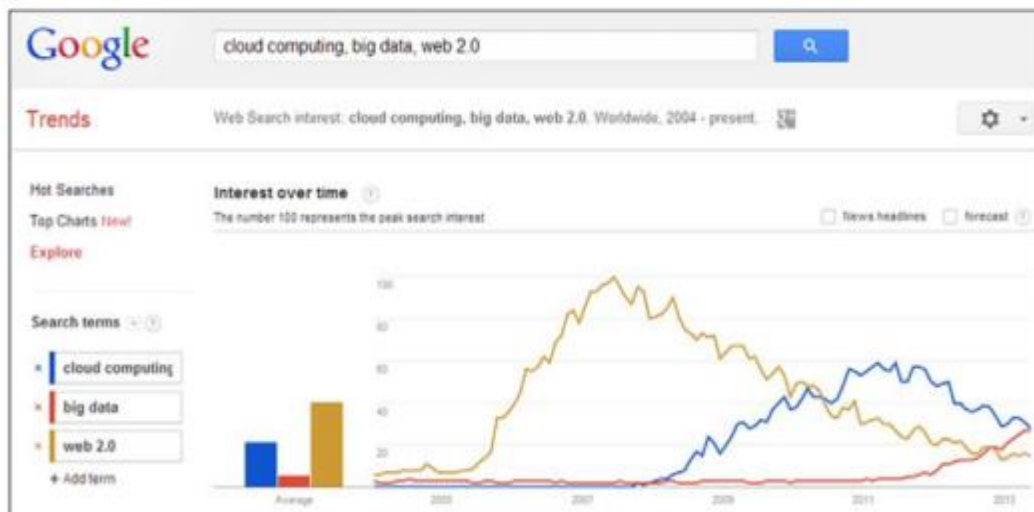 Google
cloud computing, big data, web 2.0
Trends
Web Search interest: cloud computing, big data, web 2.0. Worldwide, 2004 - present.
Hot Searches
Top Charts New!
Explore
Interest over time ?
The number 100 represents the peak search interest
News headlines
forecast ?
Search terms ?
× cloud computing
× big data
× web 2.0
+ Add term
100
80
60
40
20
Average
2005
2007
2009
2011
2013